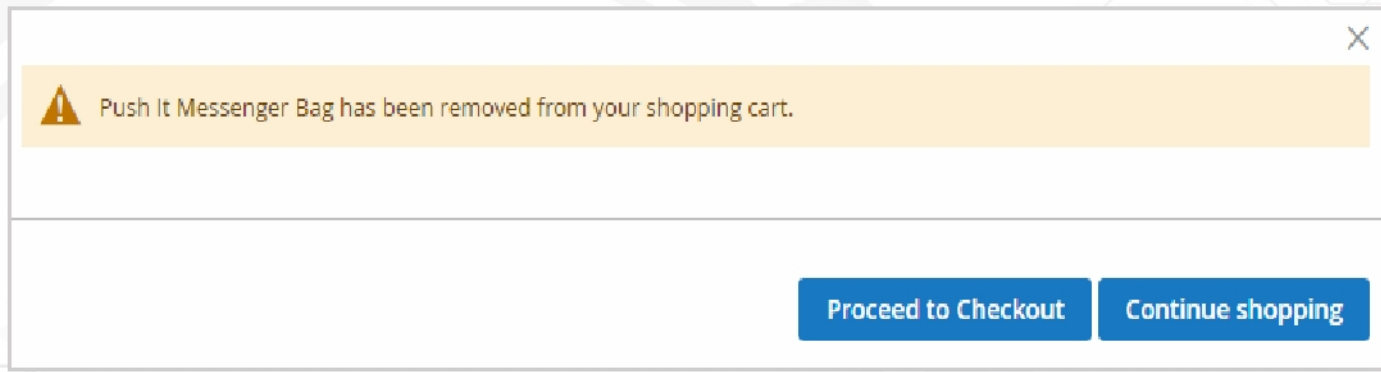 Push It Messenger Bag has been removed from your shopping cart.
Proceed to Checkout
Continue shopping